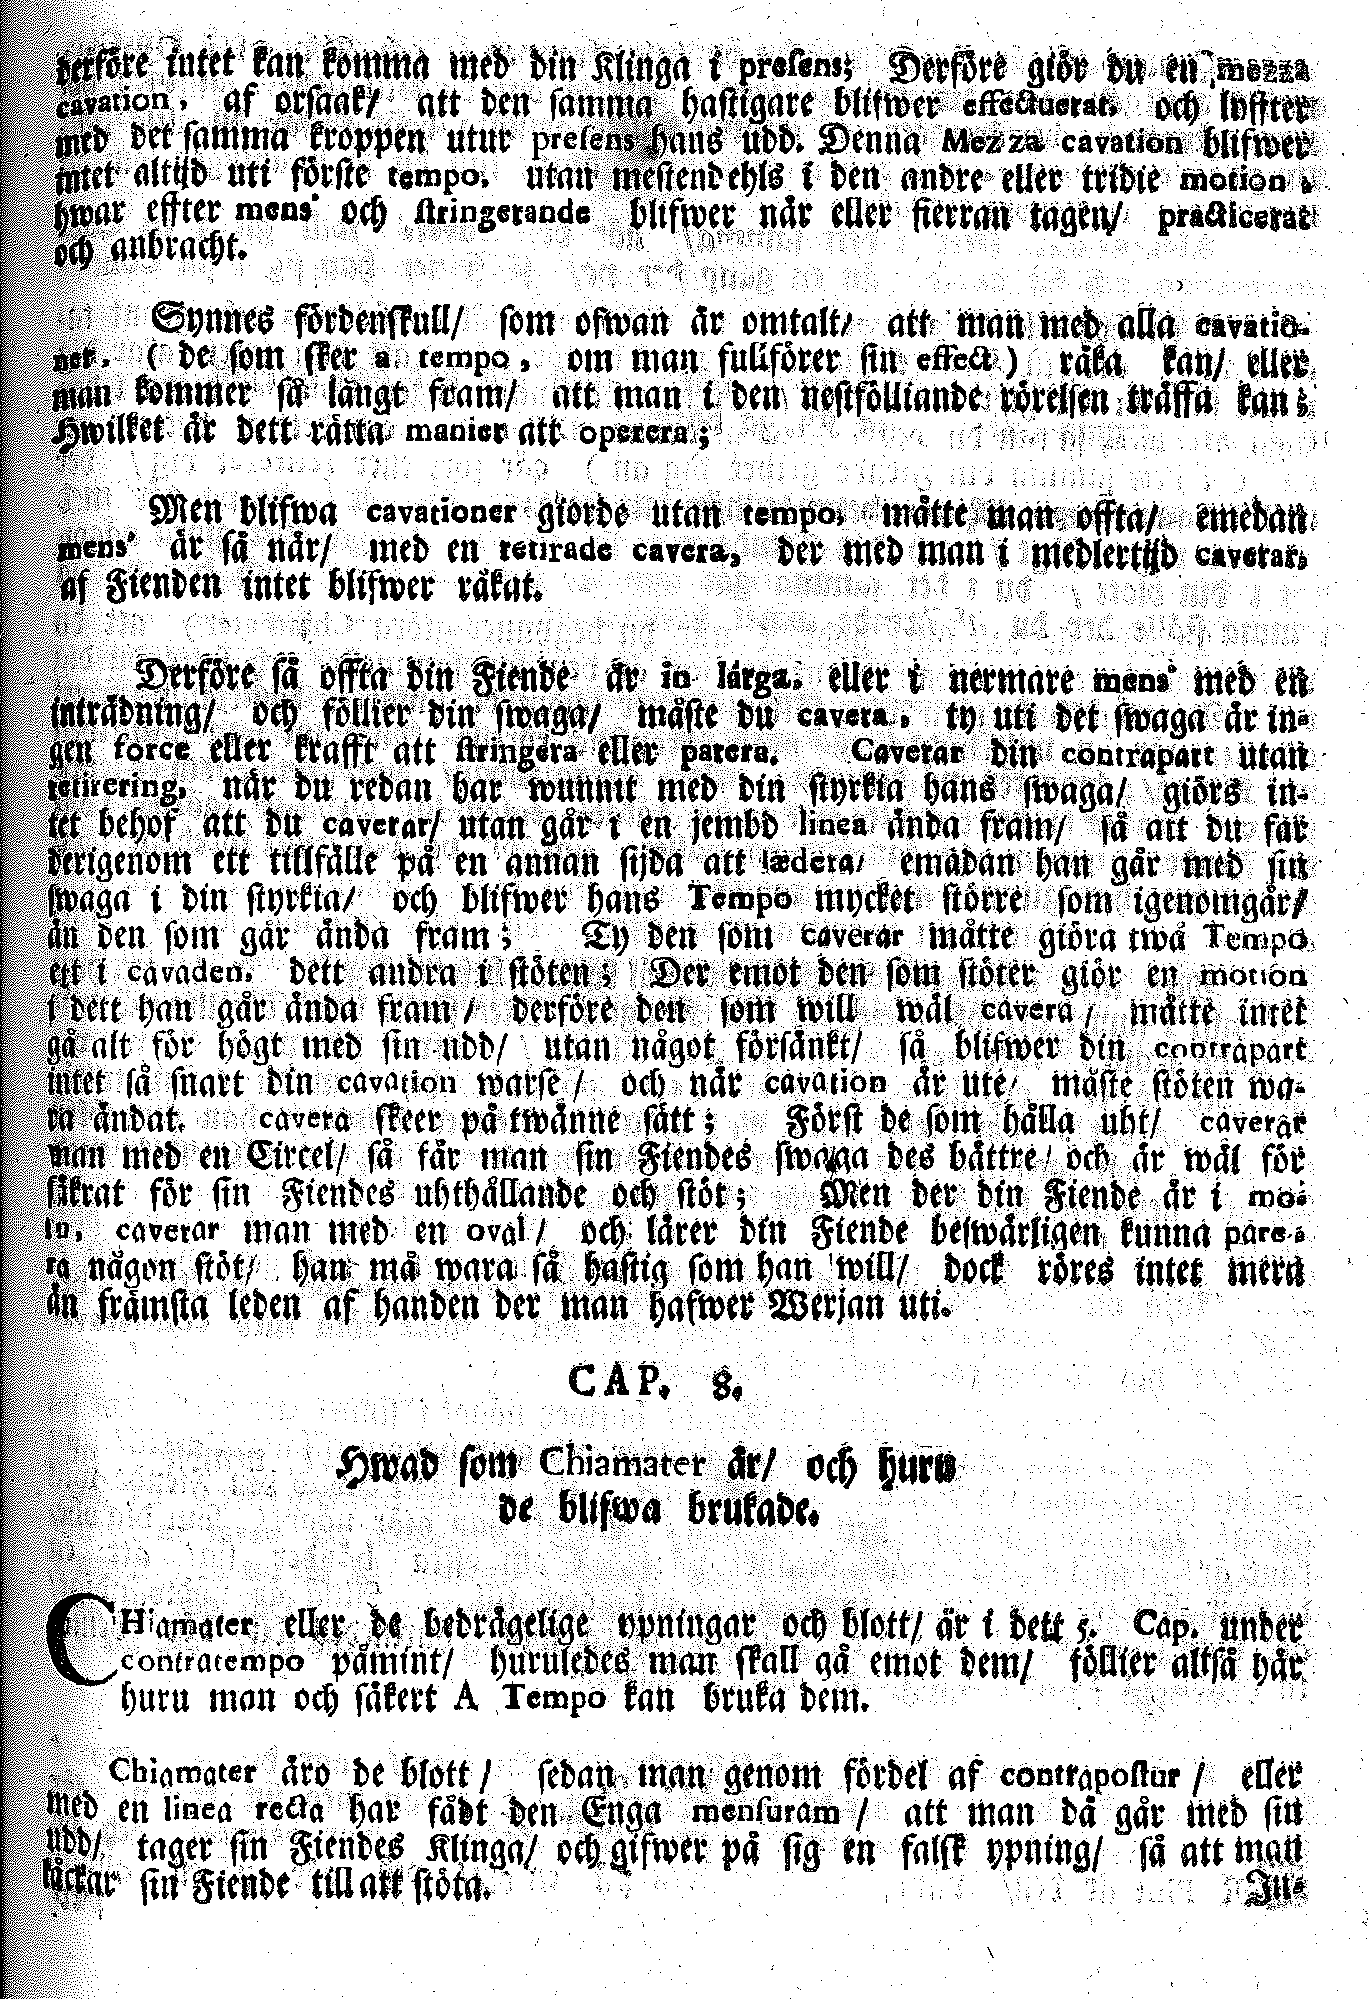 derföre intet kan komma med din Klinga i presens; Derföre giör du en mezza
cavation, af orsaak/ att den samma hastigare blifwer effectuerat, och lyffter
med det samma kroppen utur presens hans udd. Denna Mezza cavation blifwer
intet altijd uti förste tempo, utan mestendehls i den andre eller tridie motion,
hwar effter mens' och stringerande blifwer när eller fierran tagen/ practicerat
och anbracht.
Synnes fördenskull/ som ofwan är omtalt/ att man med alla cavatio-
ner, (de som sker a tempo, om man fullförer sin effect) råka kan/ eller
man kommer så långt fram/ att man i den nestfölliande rörelsen träffa kan;
Hwilket är dett rätta manier att operera;
Men blifwa cavationer giorde utan tempo, måtte man offta/ emedan
mens' är så när/ med en retirade cavera, der med man i medlertijd caverar,
af Fienden intet blifwer råkat.
Derföre så offta din Fiende är in larga, eller i nermare mens' med en
inträdning/ och föllier din swaga/ måste du cavera, ty uti det swaga är in-
gen force eller krafft att stringera eller parera. Caverar din contrapart utan
retirering, när du redan har wunnit med din styrkia hans swaga/ giörs in-
tet behof att du caverar/ utan går i en jembd linea ända fram/ så att du får
derigenom ett tillfälle på en annan sijda att lædera/ emädan han går med sin
swaga i din styrkia/ och blifwer hans Tempo mycket större som igenomgår/
än den som går ända fram; Ty den som caverar måtte giöra twå Tempo
ett i cavaden, dett andra i stöten; Der emot den som stöter giör en motion
i dett han går ända fram/ derföre den som will wäl cavera/ måtte intet
gå alt för högt med sin udd/ utan något försänkt/ så blifwer din contrapart
intet så snart din cavation warse/ och när cavation är ute/ måste stöten wa-
ra ändat. cavera skeer på twänne sätt; Först de som hålla uht/ caverar
man med en Circel/ så får man sin Fiendes swaga des bättre/ och är wäl för
säkrat för sin Fiendes uhthållande och stöt; Men der din Fiende är i mo-
tu, caverar man med en oval/ och lärer din Fiende beswärligen kunna pare-
ra någon stöt/ han må wara så hastig som han will/ dock röres intet mera
än främsta leden af handen der man hafwer Werjan uti.
CAP. 8.
Hwad som Chiamater är/ och huru
de blifwa brukade.
CHiamater eller de bedrägelige ypningar och blott/ är i dett 5. Cap. under
contratempo påmint/ huruledes man skall gå emot dem/ föllier altså här
huru man och säkert A Tempo kan bruka dem.
Chiamater äro de blott/ sedan man genom fördel af contrapostur/ eller
med en linea recta har fådt den Enga mensuram/ att man då går med sin
udd/ tager sin Fiendes Klinga/ och gifwer på sig en falsk ypning/ så att man
låckar sin Fiende till att stöta.
In-